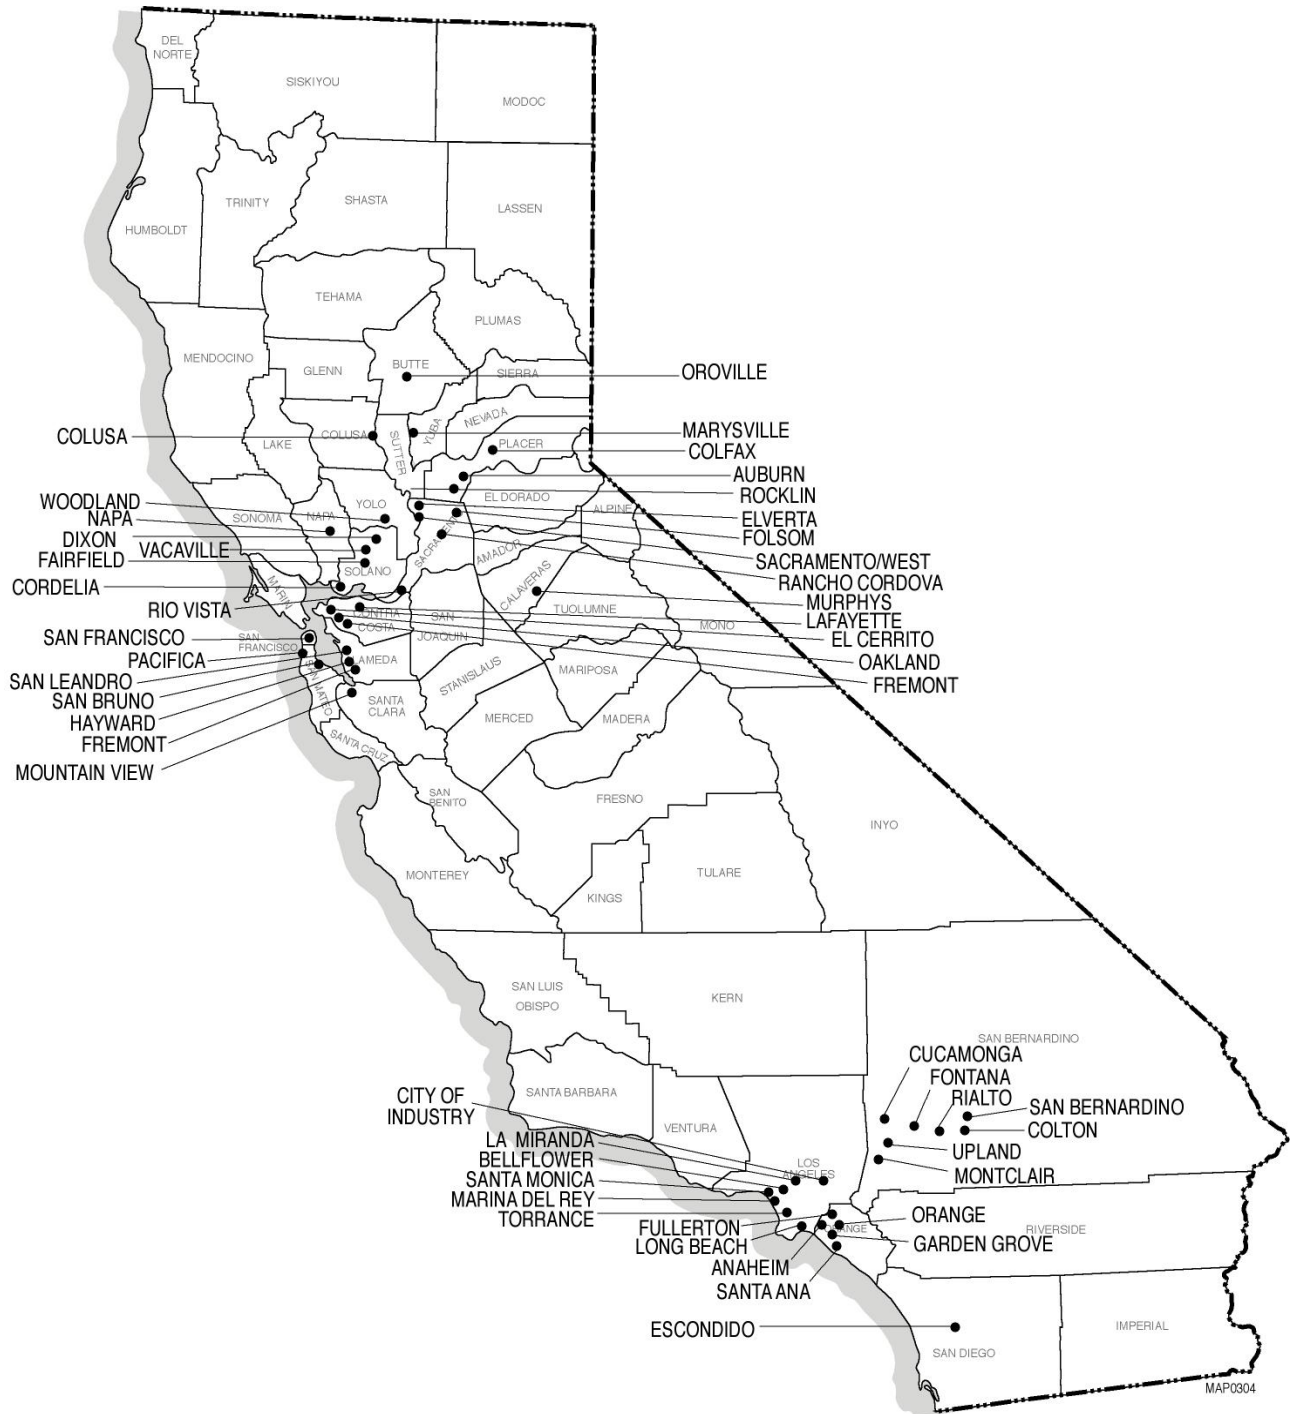 DEL
NORTE
SISKIYOU
MODOC
HUMBOLDT
TRINITY
SHASTA
LASSEN
TEHAMA
PLUMAS
MENDOCINO
GLENN
BUTTE
SIERRA
OROVILLE
LAKE
COLUSA
SUTTER
YUBA
NEVADA
PLACER
COLUSA
MARYSVILLE
COLFAX
AUBURN
ROCKLIN
ELVERTA
FOLSOM
SACRAMENTO/WEST
RANCHO CORDOVA
MURPHYS
LAFAYETTE
EL CERRITO
OAKLAND
FREMONT
WOODLAND
NAPA
DIXON
VACAVILLE
FAIRFIELD
CORDELIA
RIO VISTA
SAN FRANCISCO
PACIFICA
SAN LEANDRO
SAN BRUNO
HAYWARD
FREMONT
MOUNTAIN VIEW
SONOMA
NAPA
YOLO
EL DORADO
ALPINE
SOLANO
AMADOR
CALAVERAS
TUOLUMNE
MONO
MARIN
CONTRA
COSTA
SAN
JOAQUIN
SAN
FRANCISCO
LAMEDA
SAN MATEO
SANTA
CLARA
STANISLAUS
MARIPOSA
MERCED
MADERA
SANTA CRUZ
SAN
BENITO
FRESNO
INYO
MONTEREY
KINGS
TULARE
SAN LUIS
OBISPO
KERN
SAN BERNARDINO
SANTA BARBARA
VENTURA
LOS
ANGELES
CUCAMONGA
FONTANA
RIALTO
SAN BERNARDINO
COLTON
UPLAND
MONTCLAIR
CITY OF
INDUSTRY
LA MIRANDA
BELLFLOWER
SANTA MONICA
MARINA DEL REY
TORRANCE
FULLERTON
LONG BEACH
ANAHEIM
SANTA ANA
ORANGE
GARDEN GROVE
RIVERSIDE
ESCONDIDO
SAN DIEGO
IMPERIAL
MAP0304